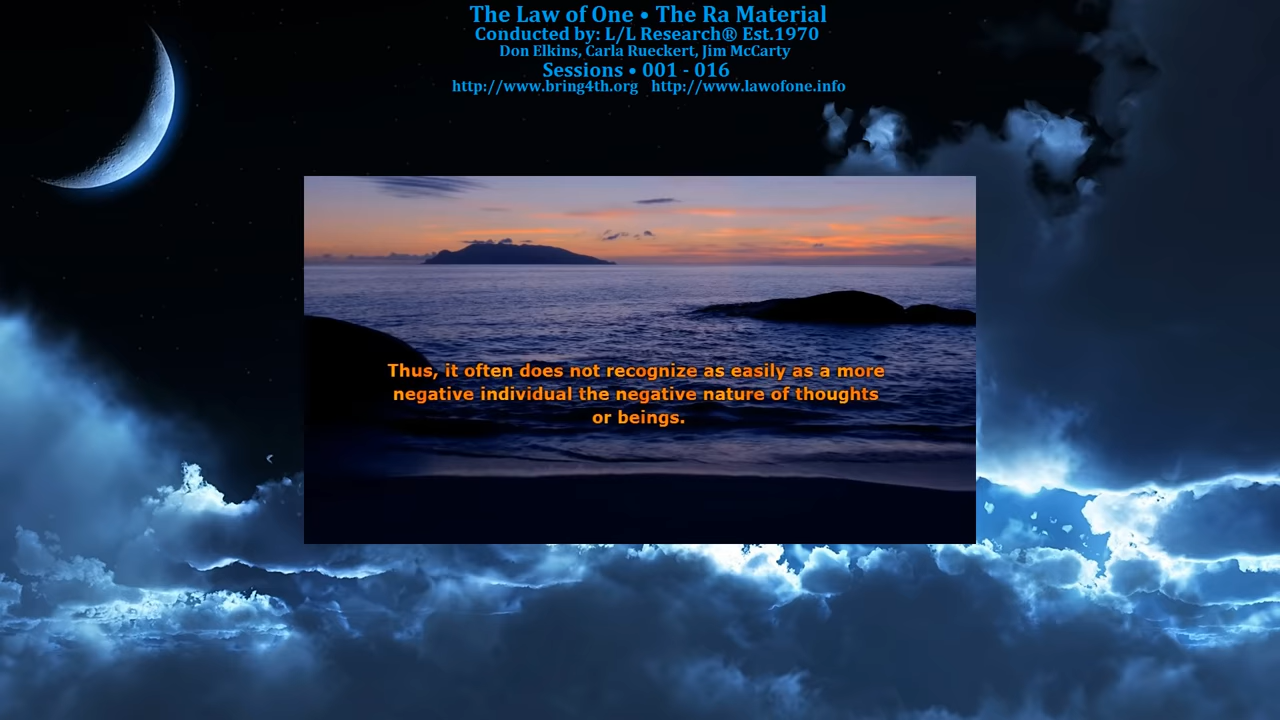 The Law of One • The Ra Material
Conducted by: L/L Research® Est.1970
Don Elkins, Carla Rueckert, Jim McCarty
Sessions • 001 - 016
http://www.bring4th.org http://www.lawofone.info
Thus, it often does not recognize as easily as a more
negative individual the negative nature of thoughts
or beings.